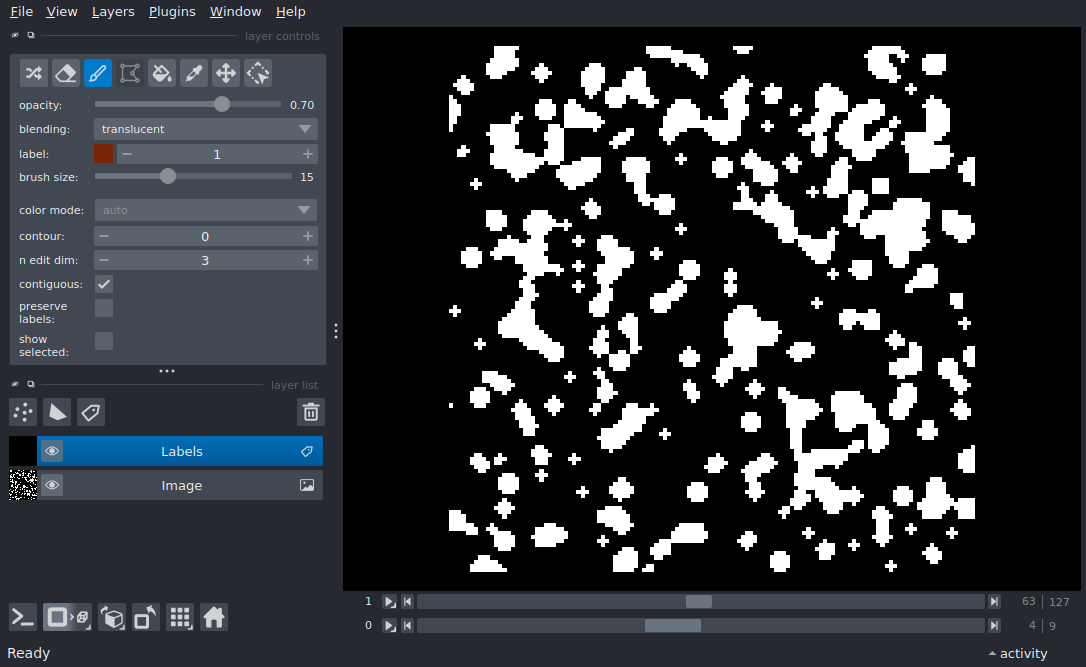 File View Layers Plugins Window Help
layer controls
opacity: 0.70
blending: translucent
label: 1
brush size: 15
color mode: auto
contour: 0
n edit dim: 3
contiguous:
preserve
labels:
show
selected:
layer list
Labels
Image
1 63 127
0 4 9
Ready activity